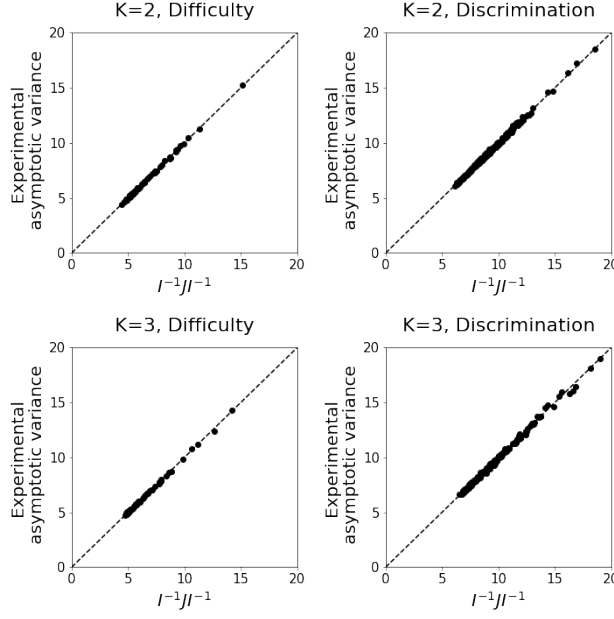 K=2, Difficulty
Experimental
asymptotic variance
20
15
10
5
0
0 5 10 15 20
I⁻¹JI⁻¹
K=2, Discrimination
Experimental
asymptotic variance
20
15
10
5
0
0 5 10 15 20
I⁻¹JI⁻¹
K=3, Difficulty
Experimental
asymptotic variance
20
15
10
5
0
0 5 10 15 20
I⁻¹JI⁻¹
K=3, Discrimination
Experimental
asymptotic variance
20
15
10
5
0
0 5 10 15 20
I⁻¹JI⁻¹